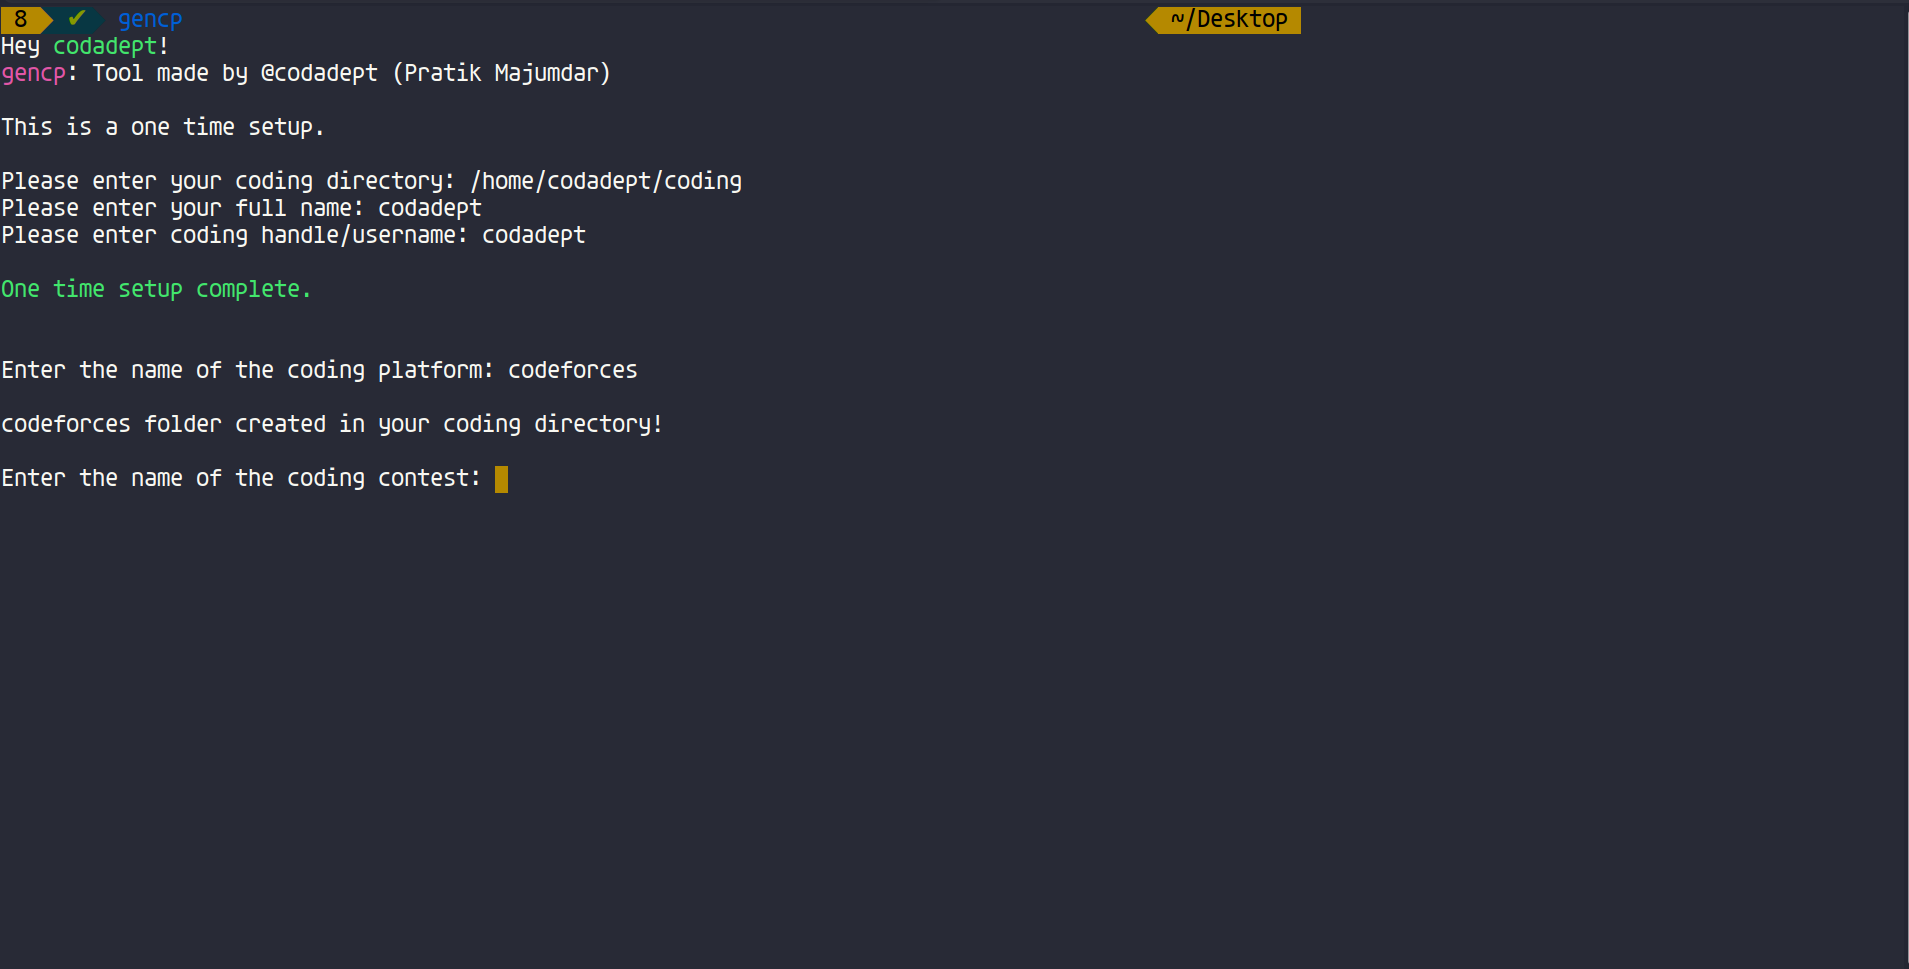 8 ✔ gencp ~/Desktop
Hey codadept!
gencp: Tool made by @codadept (Pratik Majumdar)
This is a one time setup.
Please enter your coding directory: /home/codadept/coding
Please enter your full name: codadept
Please enter coding handle/username: codadept
One time setup complete.
Enter the name of the coding platform: codeforces
codeforces folder created in your coding directory!
Enter the name of the coding contest: